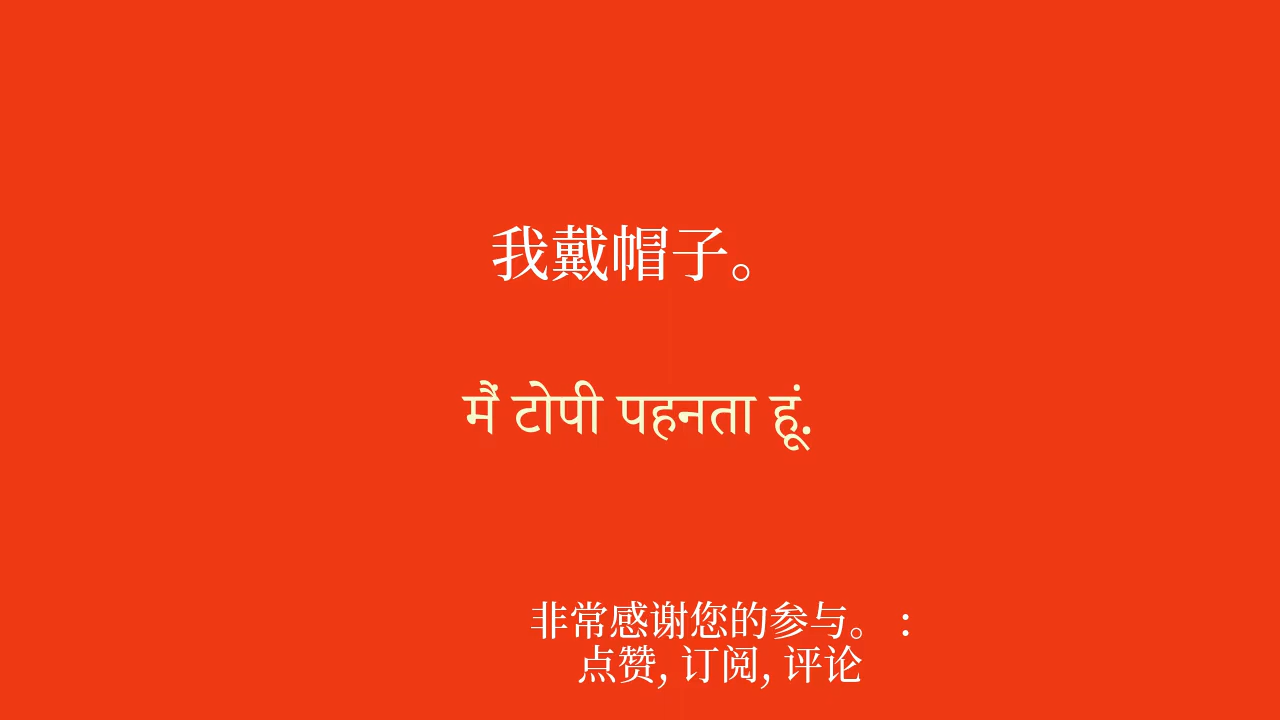 我戴帽子。
मैं टोपी पहनता हूं.
非常感谢您的参与。 :
点赞, 订阅, 评论